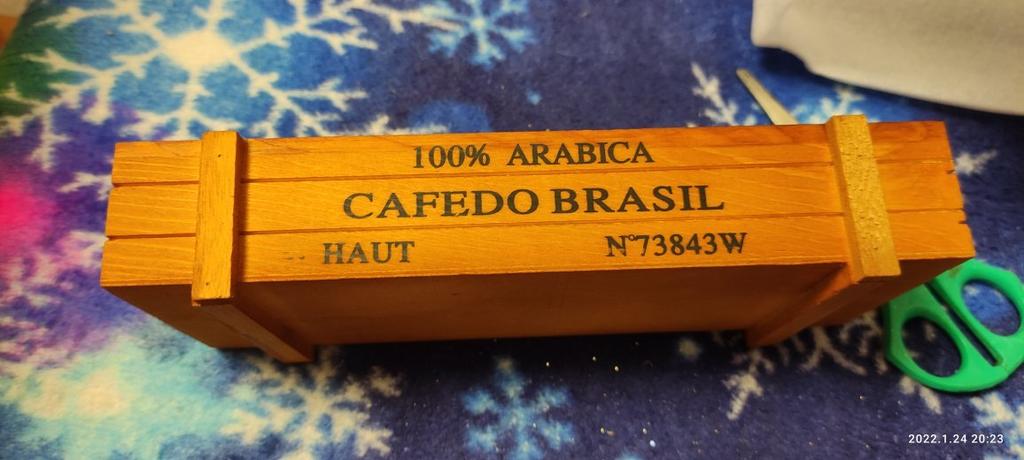 100% ARABICA
CAFEDO BRASIL
HAUT N°73843W
2022.1.24 20:23